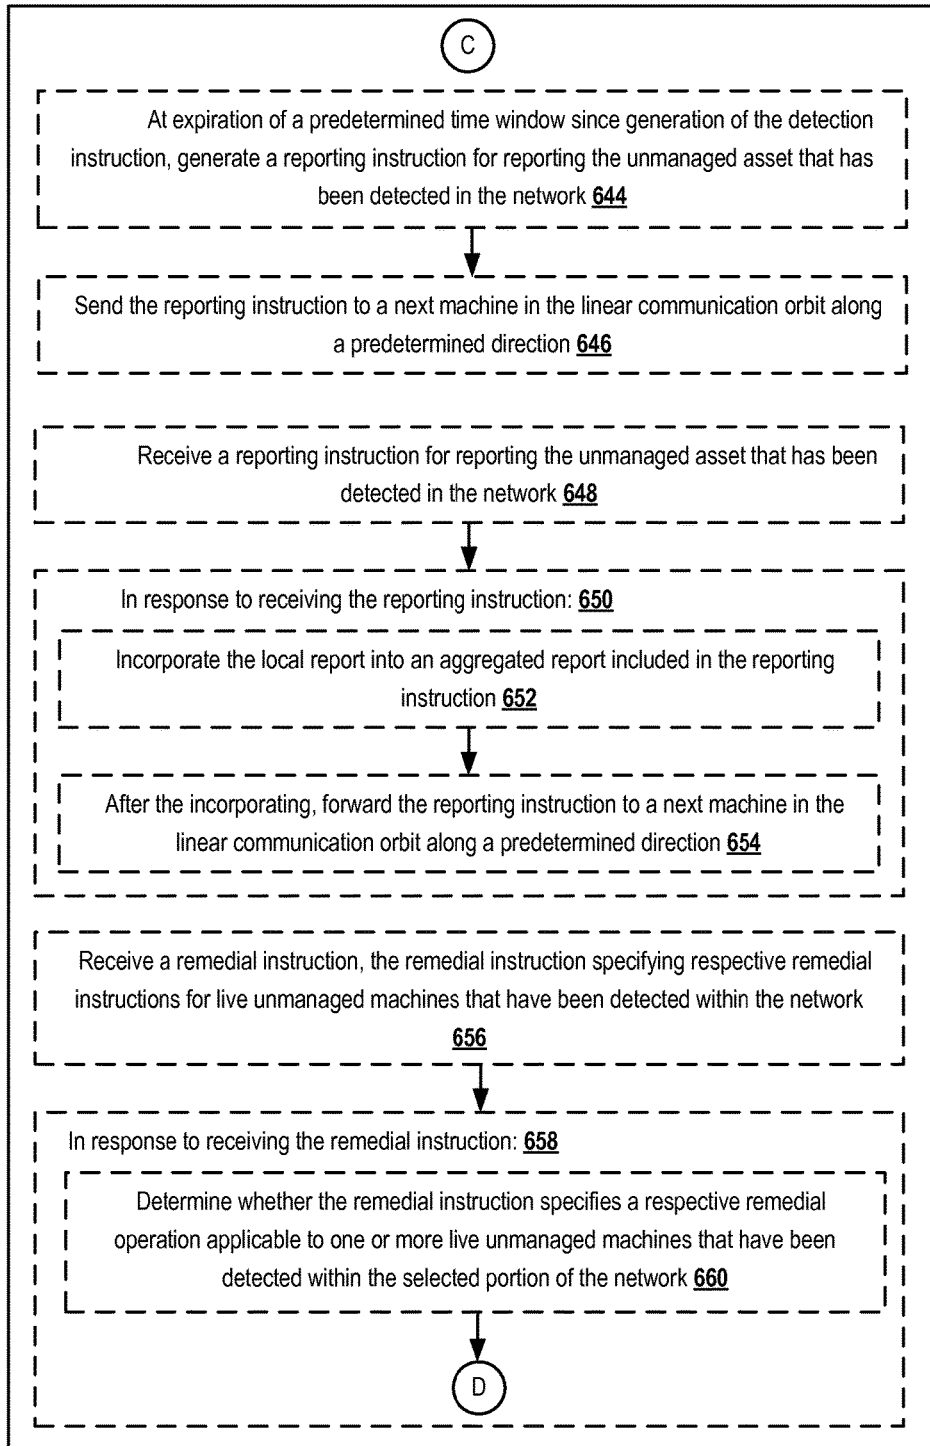 C
At expiration of a predetermined time window since generation of the detection
instruction, generate a reporting instruction for reporting the unmanaged asset that has
been detected in the network 644
Send the reporting instruction to a next machine in the linear communication orbit along
a predetermined direction 646
Receive a reporting instruction for reporting the unmanaged asset that has been
detected in the network 648
In response to receiving the reporting instruction: 650
Incorporate the local report into an aggregated report included in the reporting
instruction 652
After the incorporating, forward the reporting instruction to a next machine in the
linear communication orbit along a predetermined direction 654
Receive a remedial instruction, the remedial instruction specifying respective remedial
instructions for live unmanaged machines that have been detected within the network
656
In response to receiving the remedial instruction: 658
Determine whether the remedial instruction specifies a respective remedial
operation applicable to one or more live unmanaged machines that have been
detected within the selected portion of the network 660
D